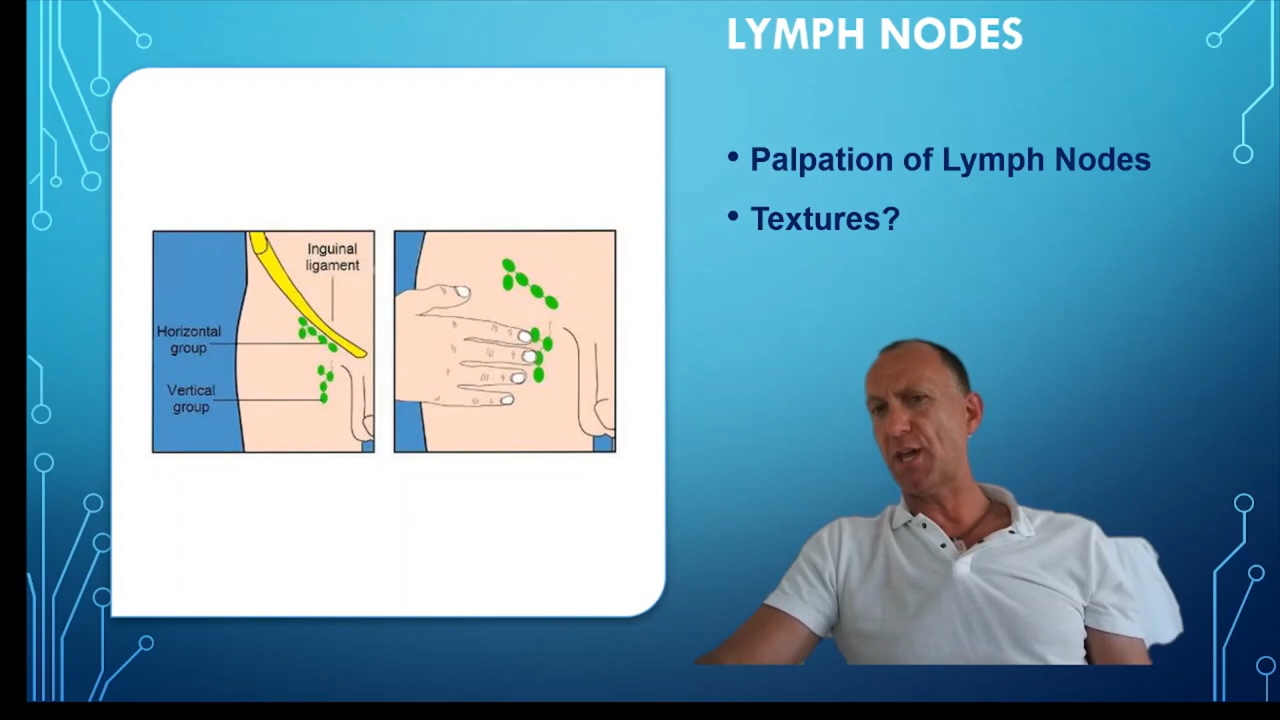 LYMPH NODES
• Palpation of Lymph Nodes
• Textures?
Inguinal
ligament
Horizontal
group
Vertical
group